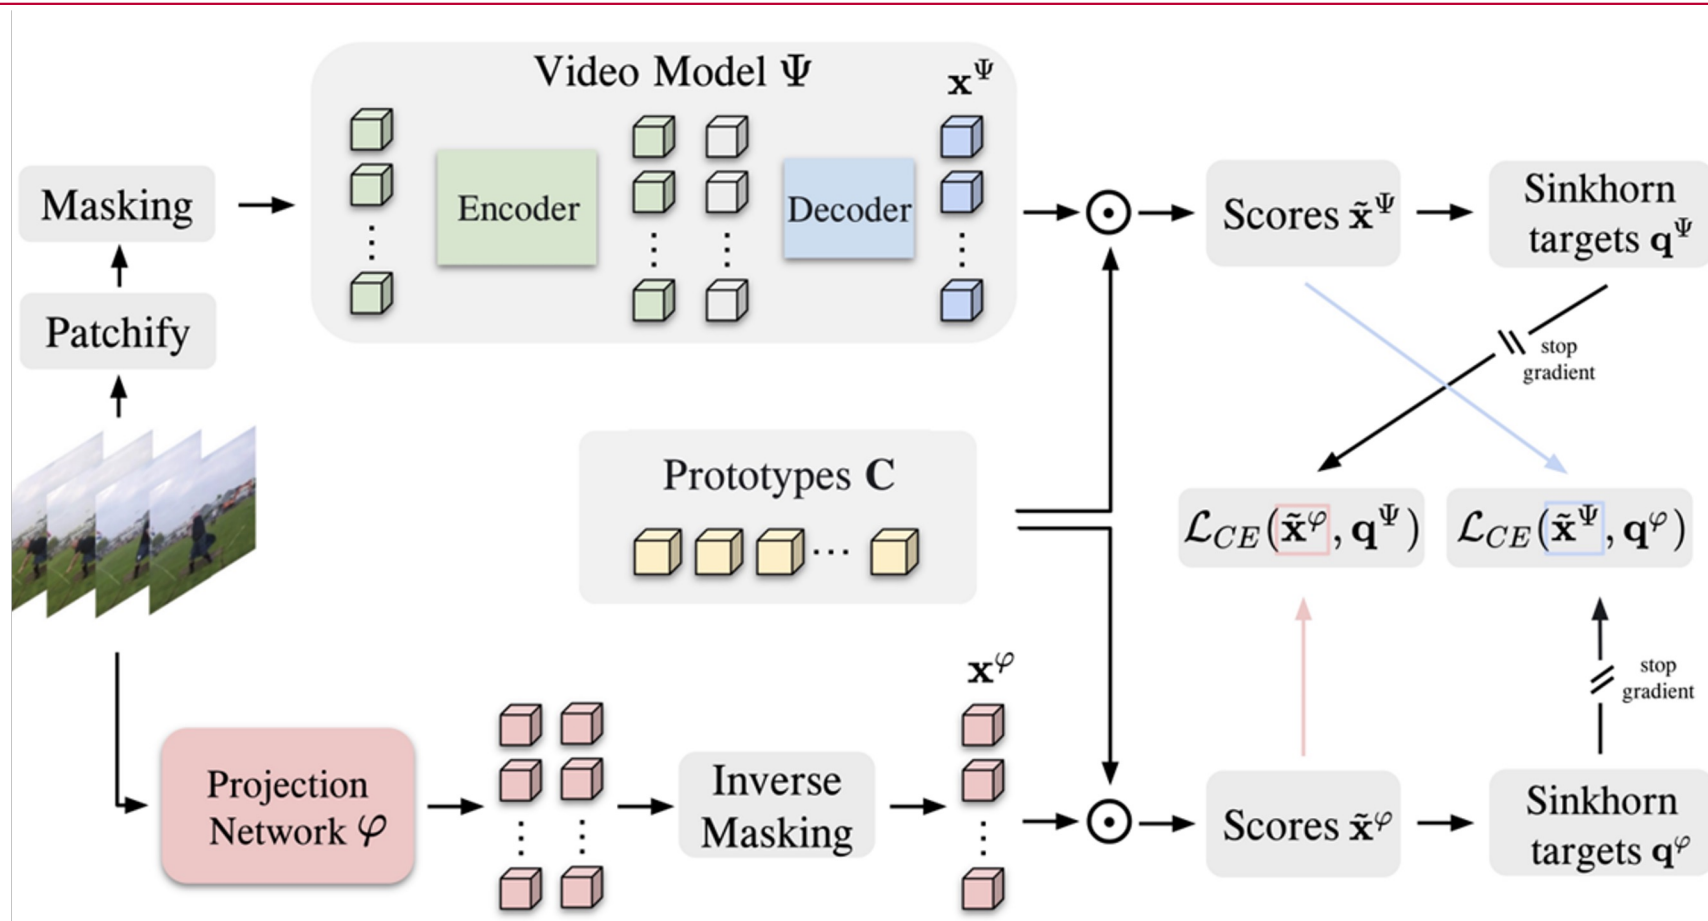 Video Model Ψ
x^Ψ
Masking
Encoder
Decoder
Scores x̃^Ψ
Sinkhorn
targets q^Ψ
Patchify
stop
gradient
Prototypes C
ℒ_CE(x̃^φ, q^Ψ)
ℒ_CE(x̃^Ψ, q^φ)
x^φ
stop
gradient
Projection
Network φ
Inverse
Masking
Scores x̃^φ
Sinkhorn
targets q^φ